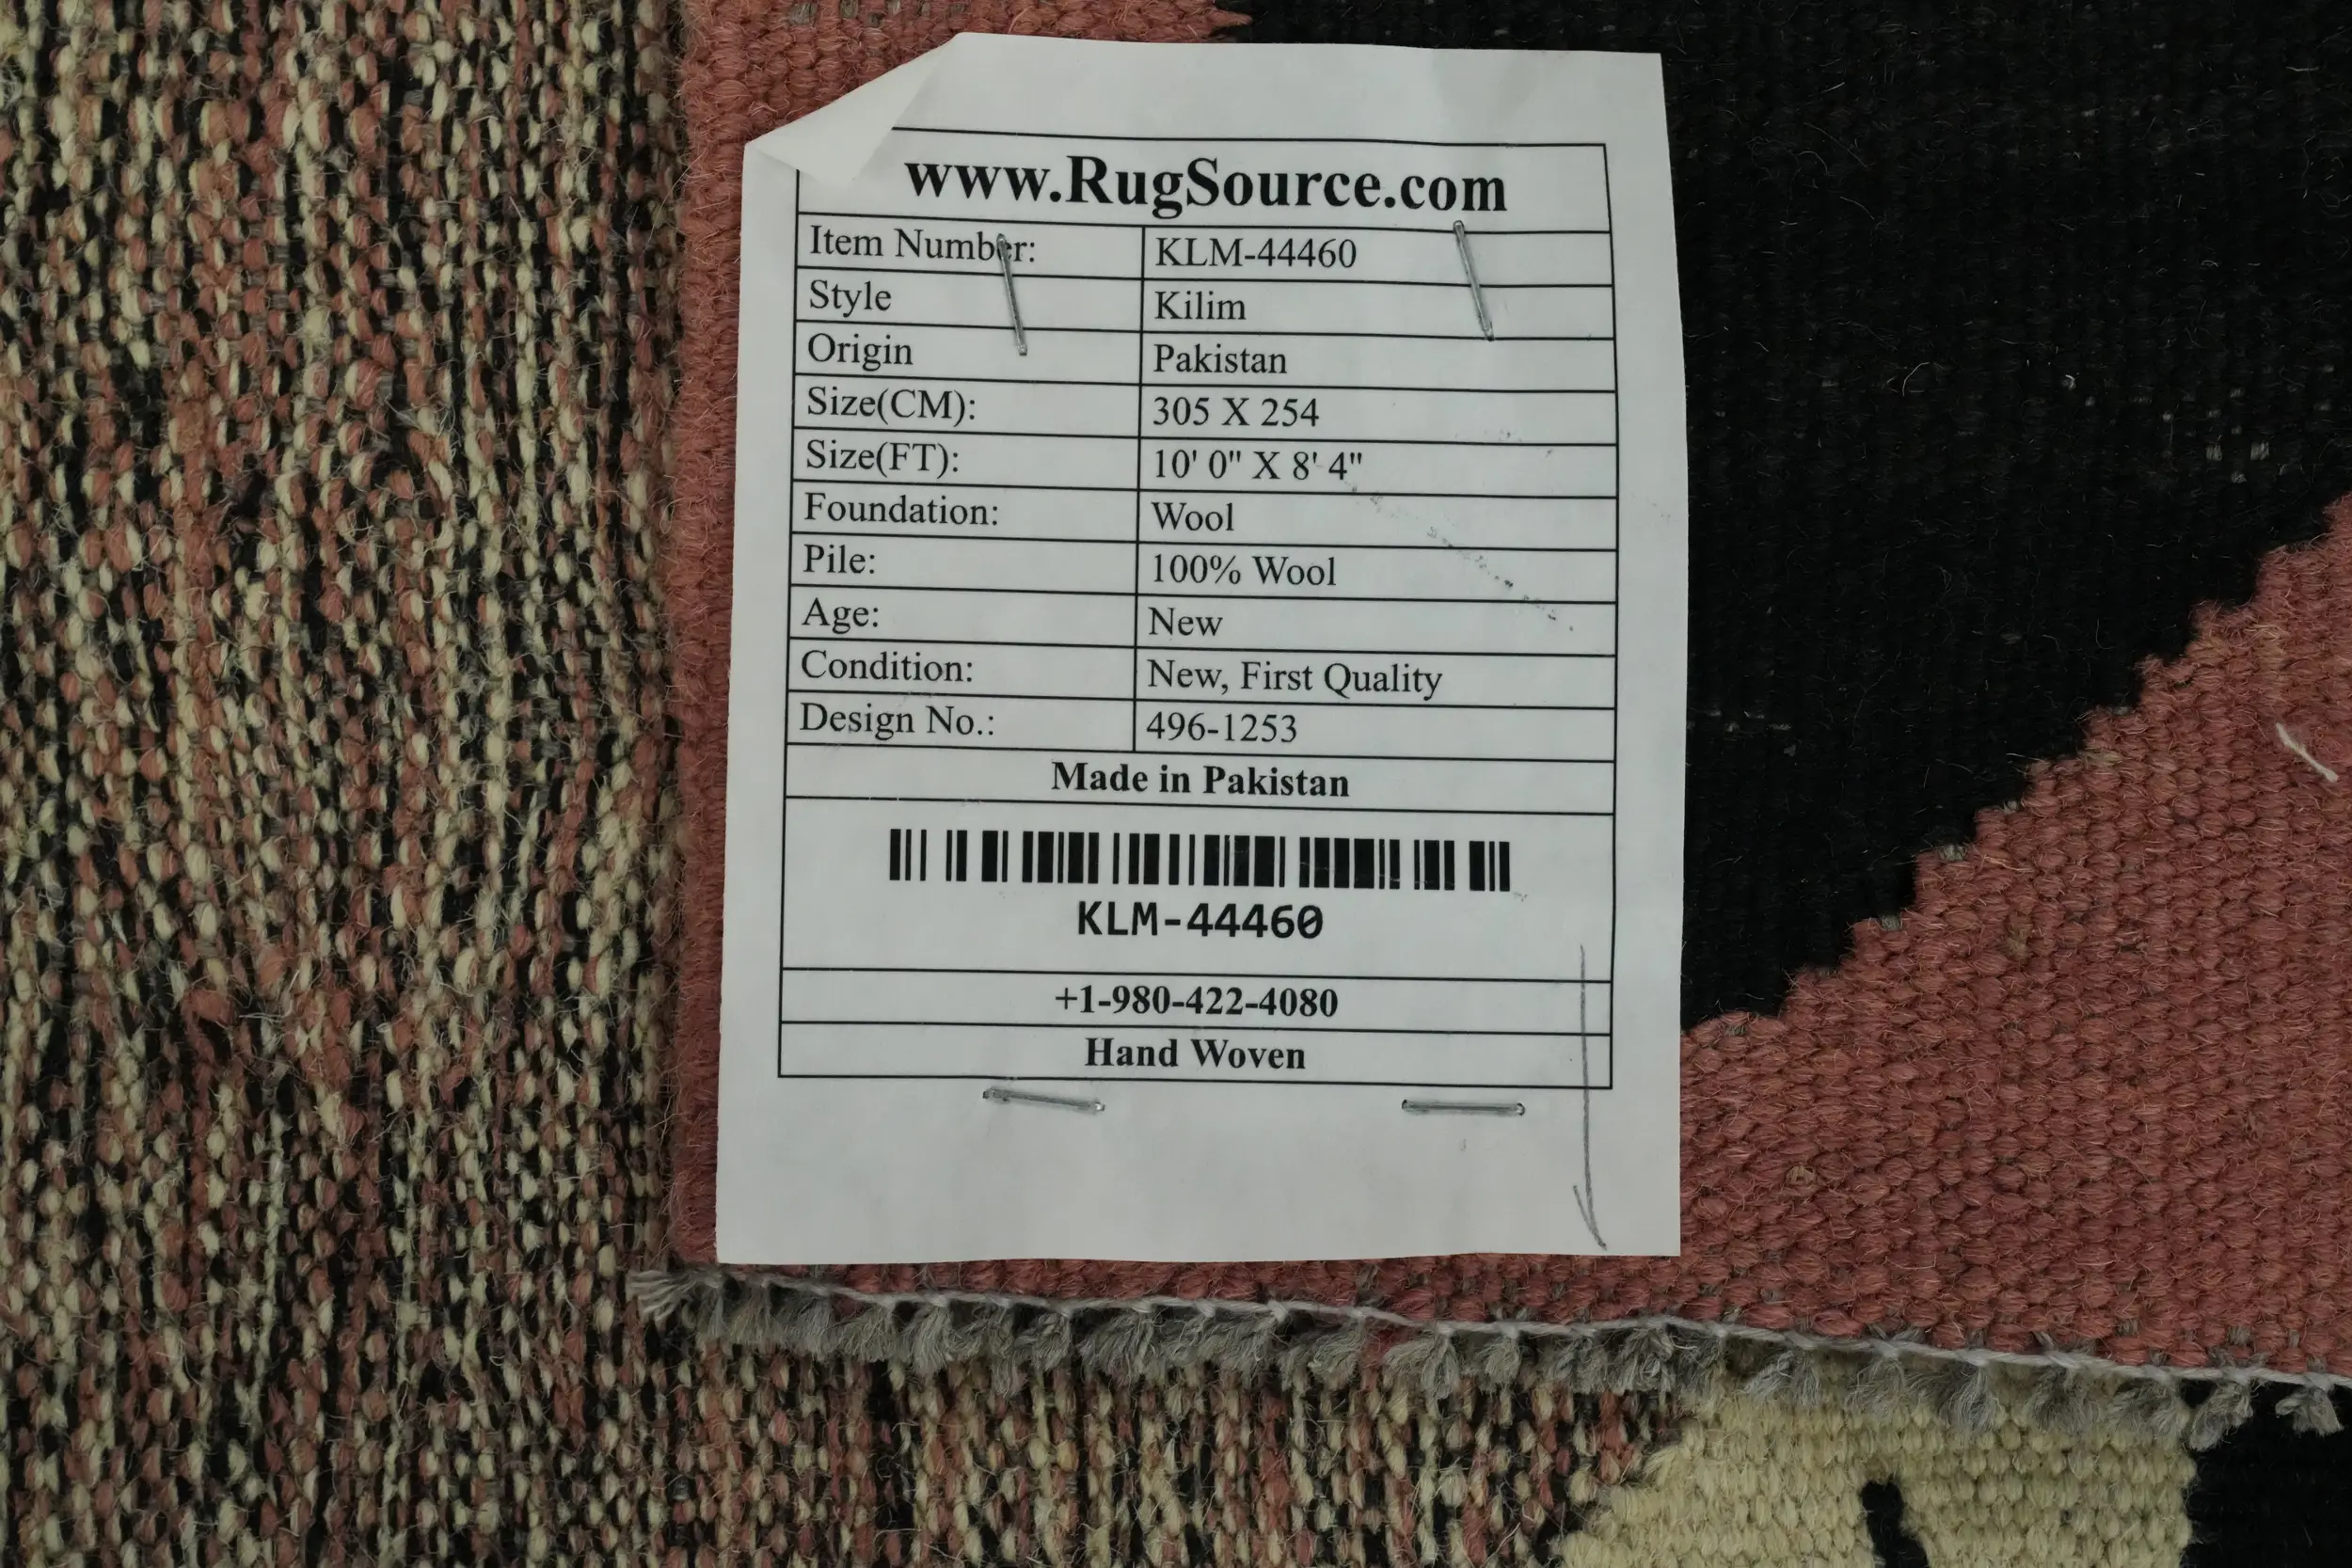 www.RugSource.com
Item Number: KLM-44460
Style Kilim
Origin Pakistan
Size(CM): 305 X 254
Size(FT): 10' 0" X 8' 4"
Foundation: Wool
Pile: 100% Wool
Age: New
Condition: New, First Quality
Design No.: 496-1253
Made in Pakistan
KLM-44460
+1-980-422-4080
Hand Woven